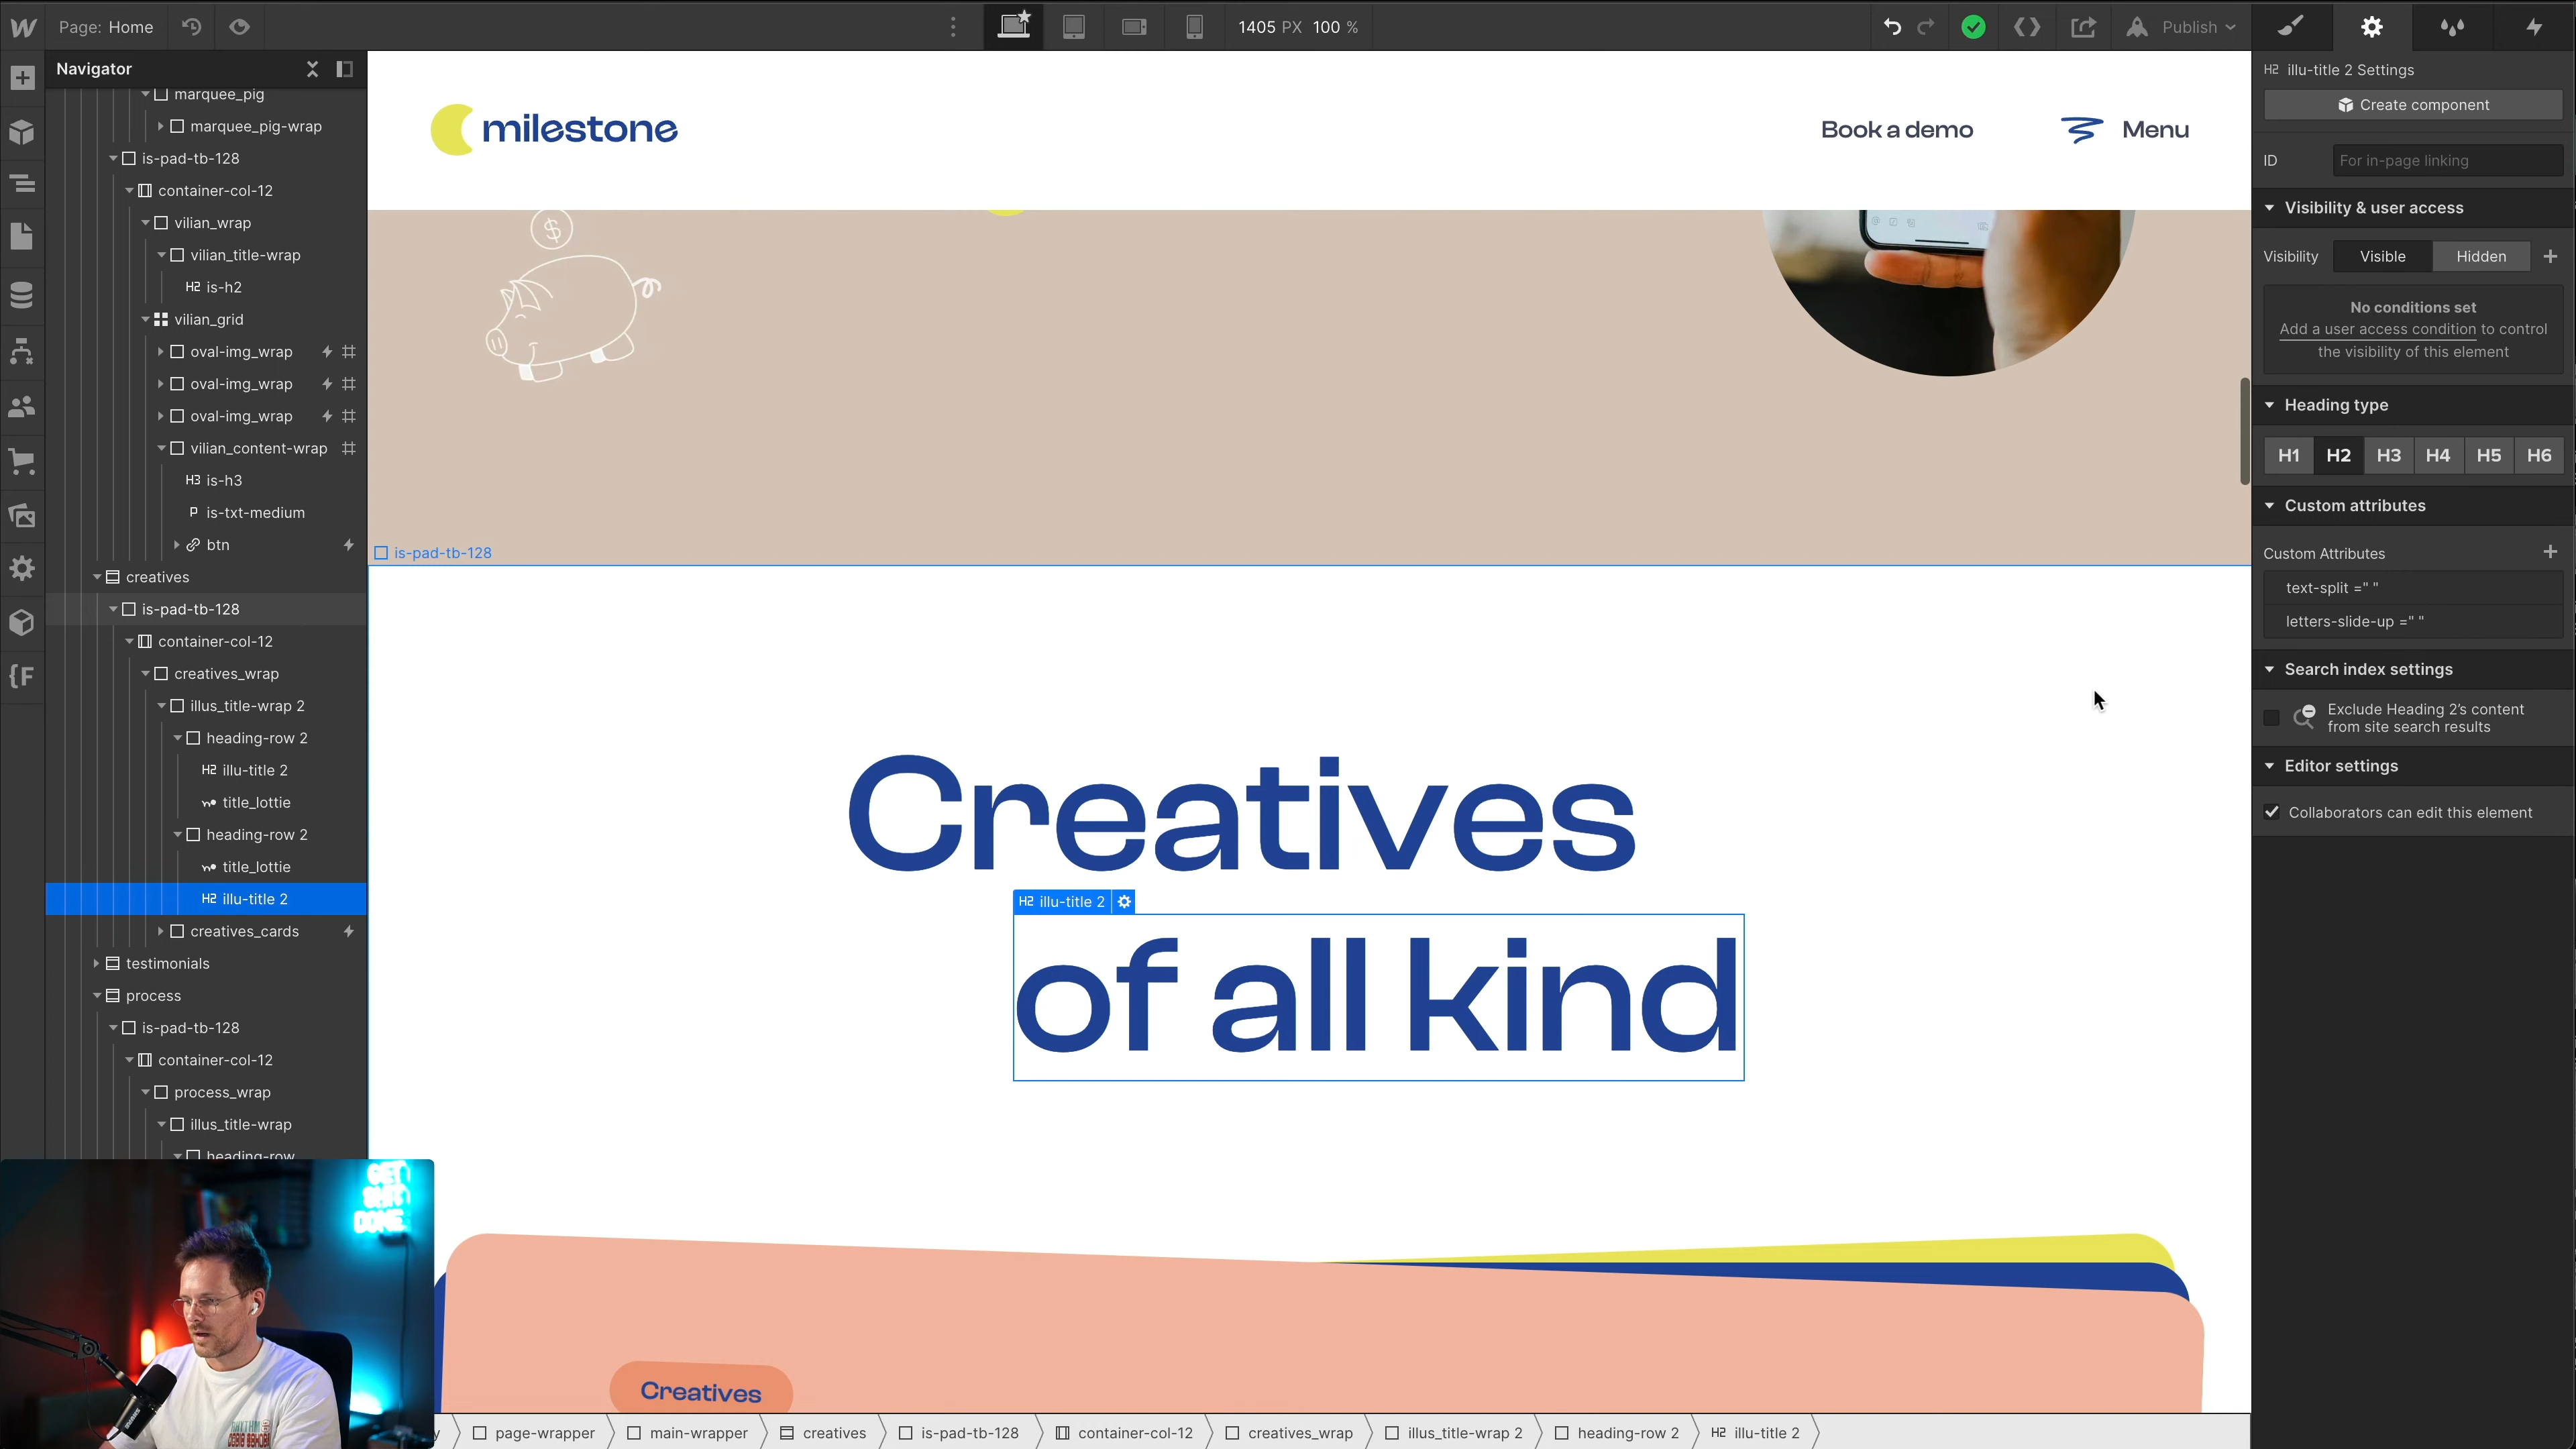 Page: Home
1405 PX 100 %
Publish
Navigator
marquee_pig
marquee_pig-wrap
is-pad-tb-128
container-col-12
vilian_wrap
vilian_title-wrap
H2 is-h2
vilian_grid
oval-img_wrap
oval-img_wrap
oval-img_wrap
vilian_content-wrap
H3 is-h3
P is-txt-medium
btn
creatives
is-pad-tb-128
container-col-12
creatives_wrap
illus_title-wrap 2
heading-row 2
H2 illu-title 2
title_lottie
heading-row 2
title_lottie
H2 illu-title 2
creatives_cards
testimonials
process
is-pad-tb-128
container-col-12
process_wrap
illus_title-wrap
heading-row
milestone
Book a demo
Menu
$
is-pad-tb-128
Creatives
H2 illu-title 2
of all kind
Creatives
GET
SHIT
DONE
page-wrapper
main-wrapper
creatives
is-pad-tb-128
container-col-12
creatives_wrap
illus_title-wrap 2
heading-row 2
H2 illu-title 2
H2 illu-title 2 Settings
Create component
ID
For in-page linking
Visibility & user access
Visibility
Visible
Hidden
No conditions set
Add a user access condition to control
the visibility of this element
Heading type
H1 H2 H3 H4 H5 H6
Custom attributes
Custom Attributes
text-split =" "
letters-slide-up =" "
Search index settings
Exclude Heading 2's content
from site search results
Editor settings
Collaborators can edit this element